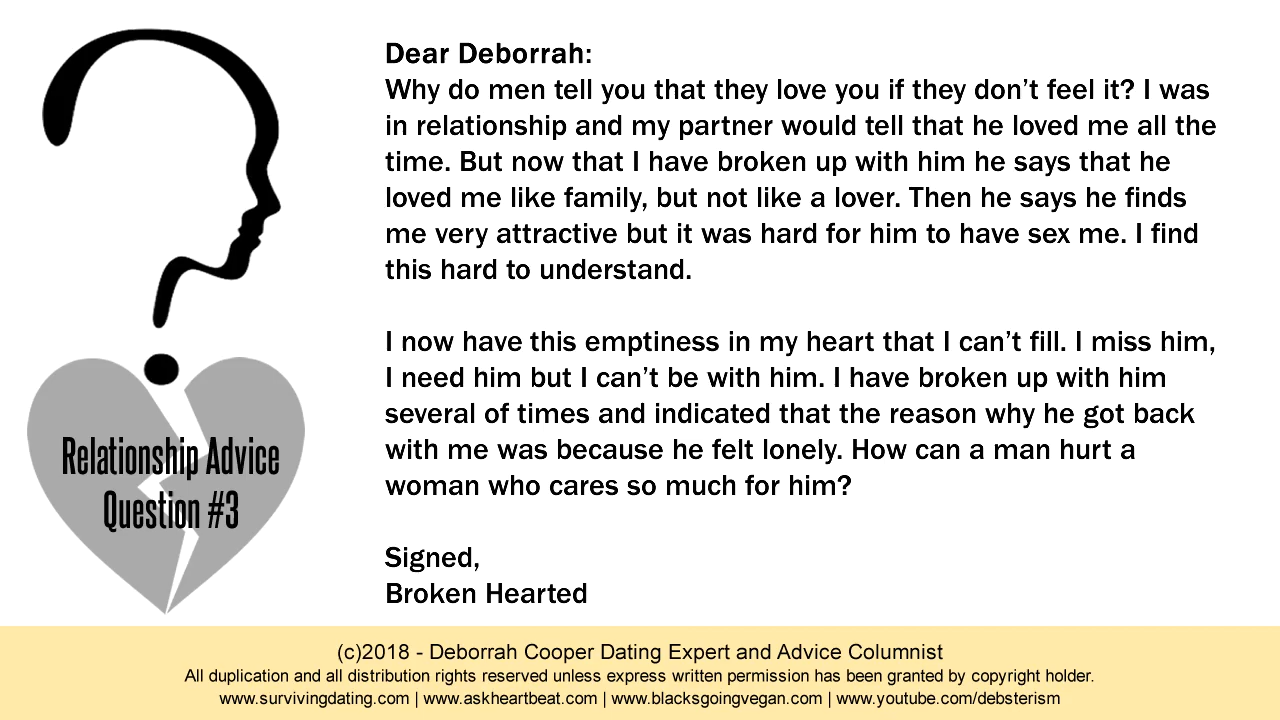 Dear Deborrah:
Why do men tell you that they love you if they don’t feel it? I was
in relationship and my partner would tell that he loved me all the
time. But now that I have broken up with him he says that he
loved me like family, but not like a lover. Then he says he finds
me very attractive but it was hard for him to have sex me. I find
this hard to understand.
I now have this emptiness in my heart that I can’t fill. I miss him,
I need him but I can’t be with him. I have broken up with him
several of times and indicated that the reason why he got back
with me was because he felt lonely. How can a man hurt a
woman who cares so much for him?
Signed,
Broken Hearted
Relationship Advice
Question #3
(c)2018 - Deborrah Cooper Dating Expert and Advice Columnist
All duplication and all distribution rights reserved unless express written permission has been granted by copyright holder.
www.survivingdating.com | www.askheartbeat.com | www.blacksgoingvegan.com | www.youtube.com/debsterism